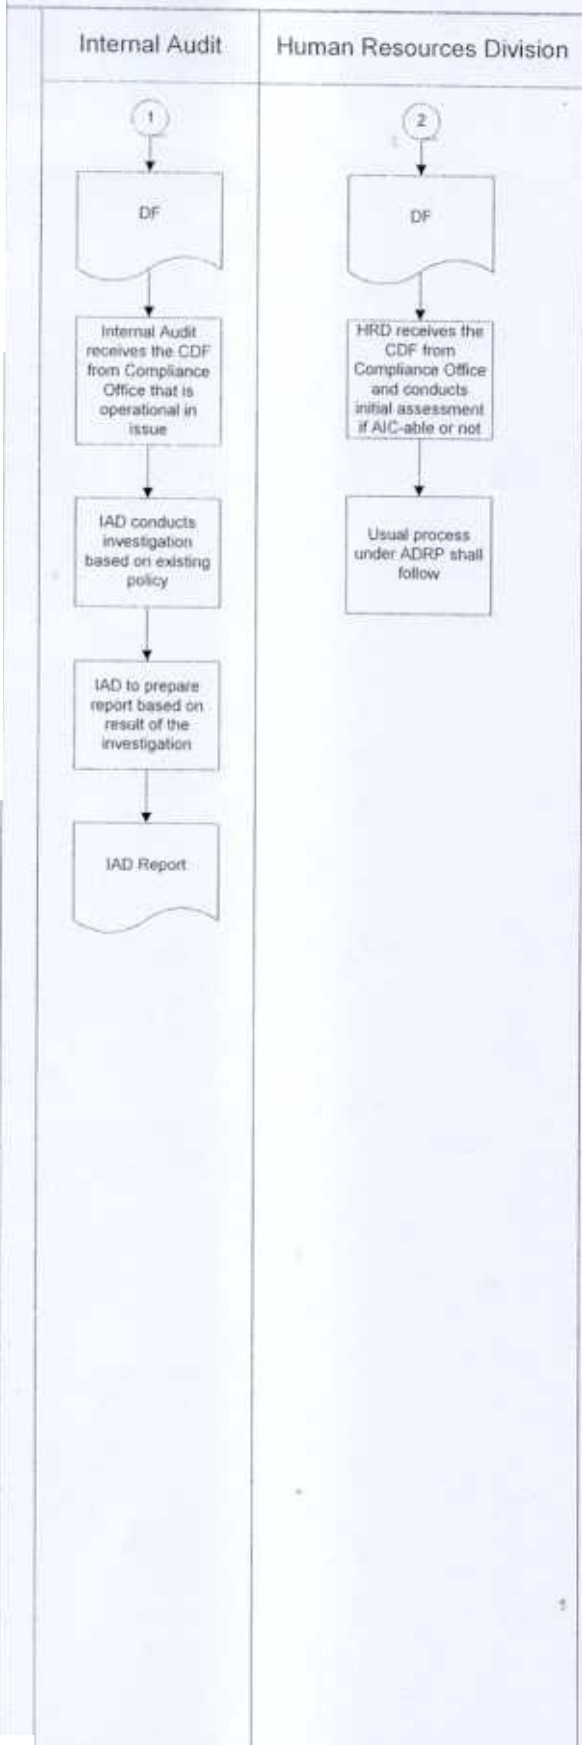 Internal Audit
1
DF
Internal Audit
receives the CDF
from Compliance
Office that is
operational in
issue
IAD conducts
investigation
based on existing
policy
IAD to prepare
report based on
result of the
investigation
IAD Report
Human Resources Division
2
DF
HRD receives the
CDF from
Compliance Office
and conducts
initial assessment
if AIC-able or not
Usual process
under ADRP shall
follow